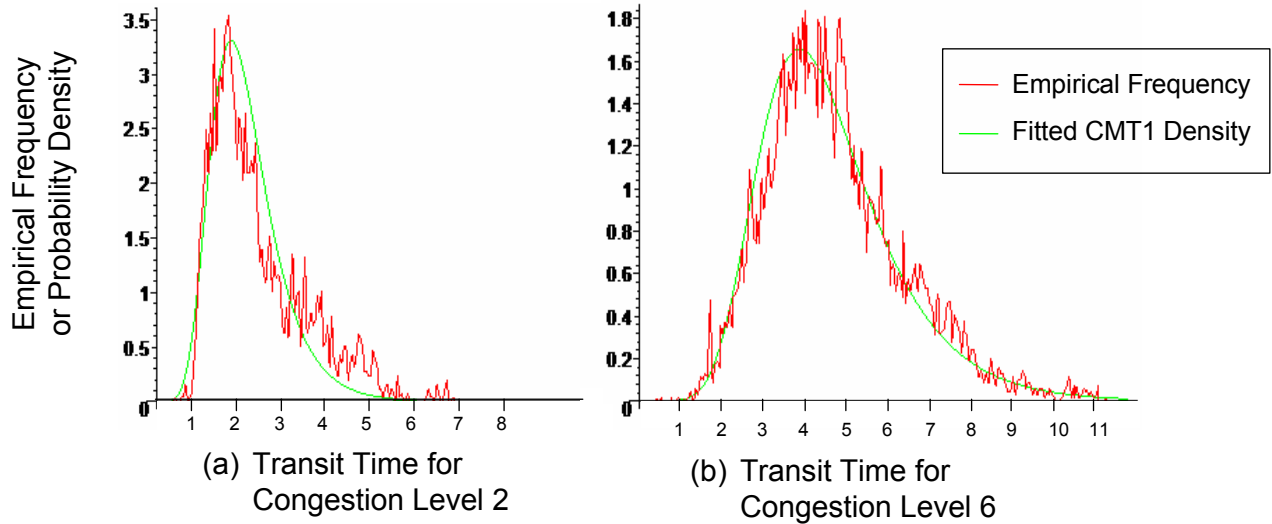 Empirical Frequency
or Probability Density
3.5
3
2.5
2
1.5
1
0.5
0
1 2 3 4 5 6 7 8
(a) Transit Time for
Congestion Level 2
1.8
1.6
1.4
1.2
1
0.8
0.6
0.4
0.2
0
1 2 3 4 5 6 7 8 9 10 11
(b) Transit Time for
Congestion Level 6
Empirical Frequency
Fitted CMT1 Density